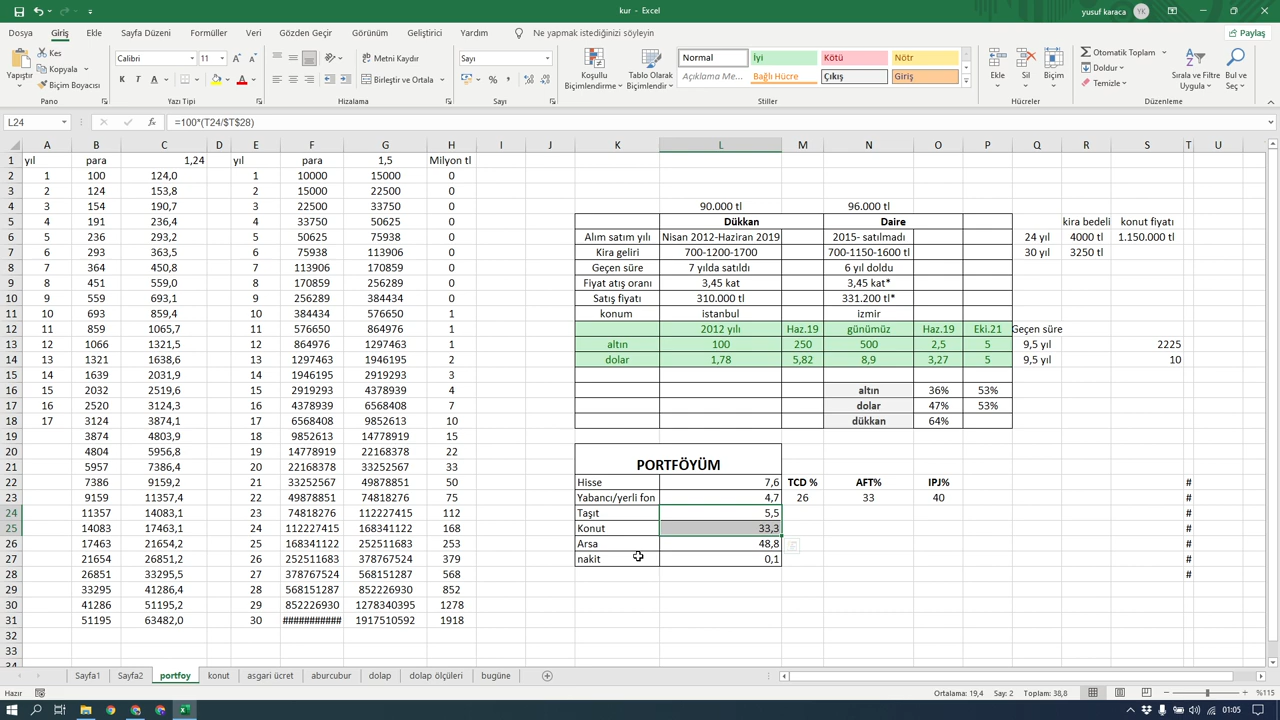 kur - Excel
yusuf karaca YK
Dosya Giriş Ekle Sayfa Düzeni Formüller Veri Gözden Geçir Görünüm Geliştirici Yardım Ne yapmak istediğinizi söyleyin Paylaş
Yapıştır Kes Kopyala Biçim Boyacısı
Calibri 11
K T A
Metni Kaydır
Birleştir ve Ortala
Sayı
Koşullu Biçimlendirme Tablo Olarak Biçimlendir
Normal İyi Kötü Nötr
Açıklama Me... Bağlı Hücre Çıkış Giriş
Ekle Sil Biçim
Otomatik Toplam
Doldur
Temizle
Sırala ve Filtre Uygula Bul ve Seç
Pano Yazı Tipi Hizalama Sayı Stiller Hücreler Düzenleme
L24 fx =100*(T24/$T$28)
A B C D E F G H I J K L M N O P Q R S T U
1 yıl para 1,24 yıl para 1,5 Milyon tl
2 1 100 124,0 1 10000 15000 0
3 2 124 153,8 2 15000 22500 0
4 3 154 190,7 3 22500 33750 0 90.000 tl 96.000 tl
5 4 191 236,4 4 33750 50625 0 Dükkan Daire kira bedeli konut fiyatı
6 5 236 293,2 5 50625 75938 0 Alım satım yılı Nisan 2012-Haziran 2019 2015- satılmadı 24 yıl 4000 tl 1.150.000 tl
7 6 293 363,5 6 75938 113906 0 Kira geliri 700-1200-1700 700-1150-1600 tl 30 yıl 3250 tl
8 7 364 450,8 7 113906 170859 0 Geçen süre 7 yılda satıldı 6 yıl doldu
9 8 451 559,0 8 170859 256289 0 Fiyat atış oranı 3,45 kat 3,45 kat*
10 9 559 693,1 9 256289 384434 0 Satış fiyatı 310.000 tl 331.200 tl*
11 10 693 859,4 10 384434 576650 1 konum istanbul izmir
12 11 859 1065,7 11 576650 864976 1 2012 yılı Haz.19 günümüz Haz.19 Eki.21 Geçen süre
13 12 1066 1321,5 12 864976 1297463 1 altın 100 250 500 2,5 5 9,5 yıl 2225
14 13 1321 1638,6 13 1297463 1946195 2 dolar 1,78 5,82 8,9 3,27 5 9,5 yıl 10
15 14 1639 2031,9 14 1946195 2919293 3
16 15 2032 2519,6 15 2919293 4378939 4 altın 36% 53%
17 16 2520 3124,3 16 4378939 6568408 7 dolar 47% 53%
18 17 3124 3874,1 17 6568408 9852613 10 dükkan 64%
19 3874 4803,9 18 9852613 14778919 15
20 4804 5956,8 19 14778919 22168378 22
21 5957 7386,4 20 22168378 33252567 33 PORTFÖYÜM
22 7386 9159,2 21 33252567 49878851 50 Hisse 7,6 TCD % AFT% IPJ% #
23 9159 11357,4 22 49878851 74818276 75 Yabancı/yerli fon 4,7 26 33 40 #
24 11357 14083,1 23 74818276 112227415 112 Taşıt 5,5 #
25 14083 17463,1 24 112227415 168341122 168 Konut 33,3 #
26 17463 21654,2 25 168341122 252511683 253 Arsa 48,8 #
27 21654 26851,2 26 252511683 378767524 379 nakit 0,1 #
28 26851 33295,5 27 378767524 568151287 568 #
29 33295 41286,4 28 568151287 852226930 852
30 41286 51195,2 29 852226930 1278340395 1278
31 51195 63482,0 30 ########### 1917510592 1918
32
33
34
Sayfa1 Sayfa2 portfoy konut asgari ücret aburcubur dolap dolap ölçüleri bugüne
Hazır Ortalama: 19,4 Say: 2 Toplam: 38,8 %115
01:05